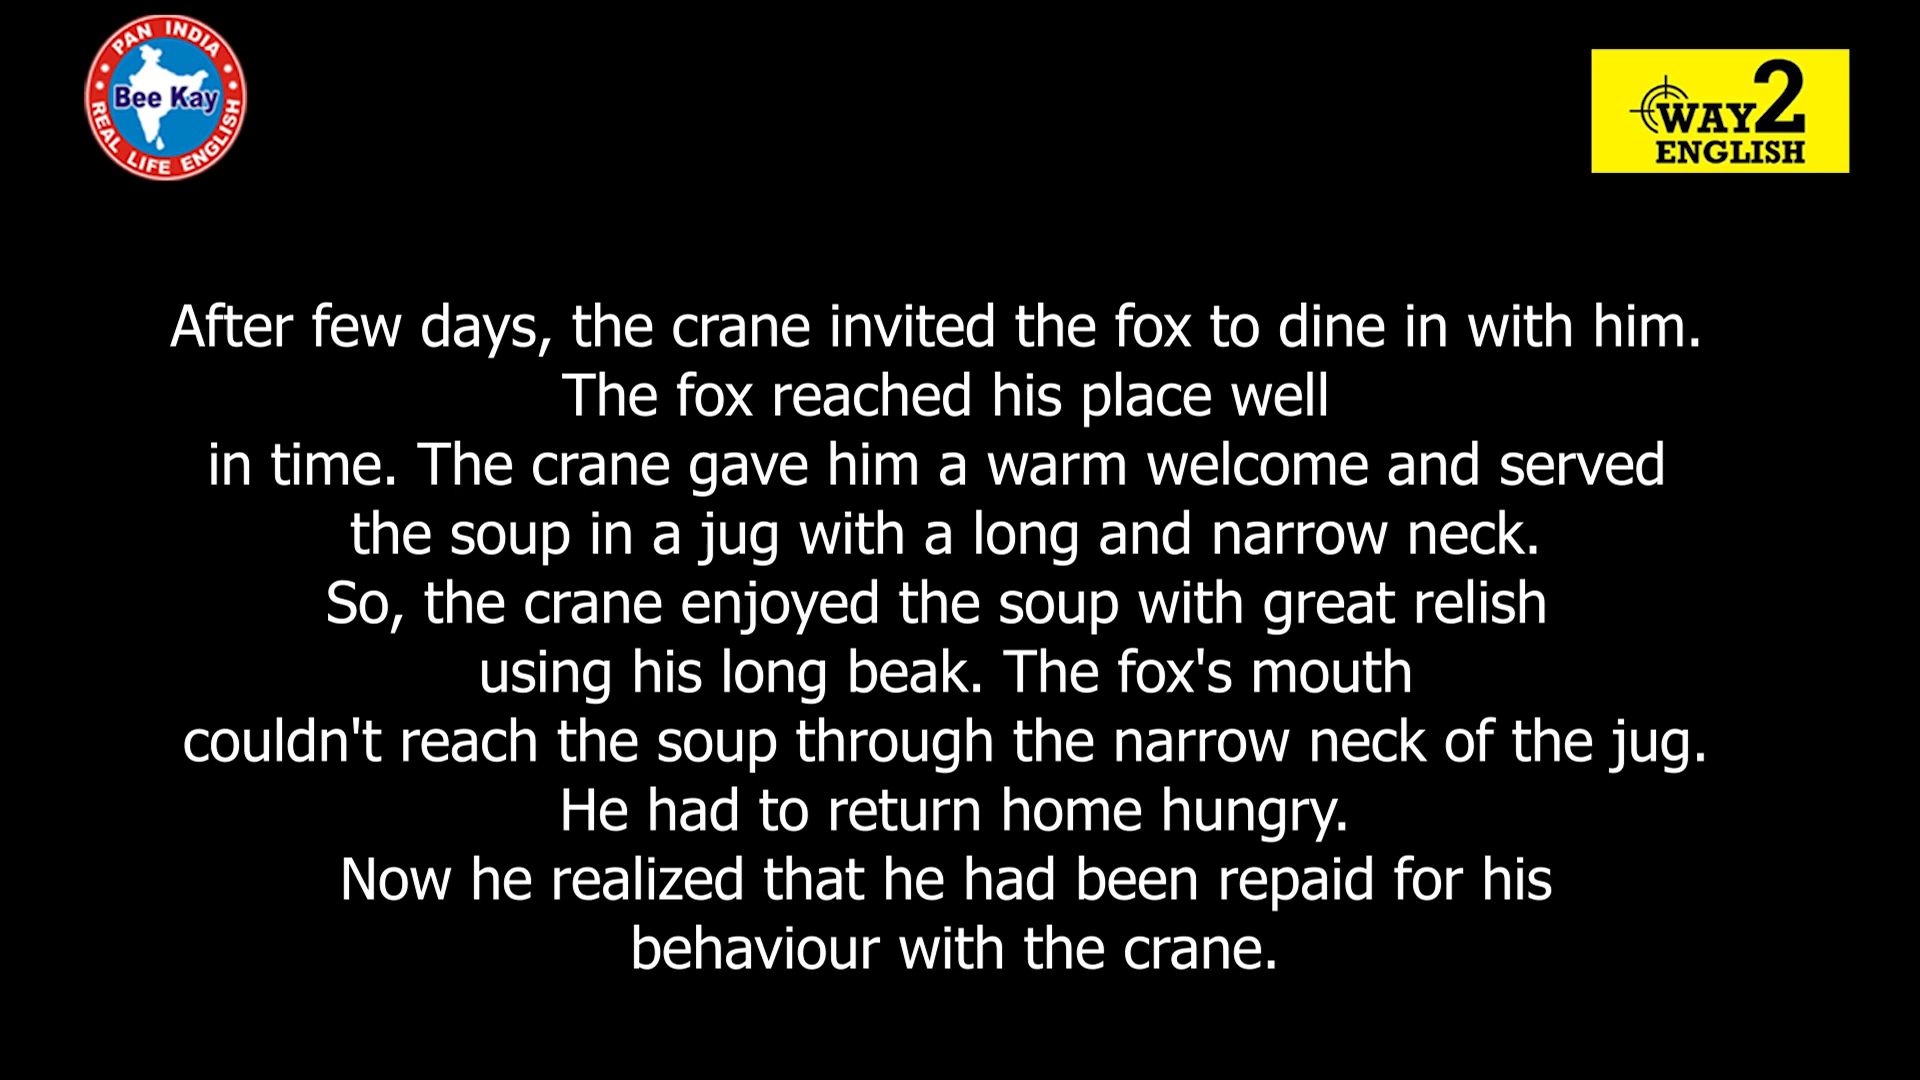 PAN INDIA
Bee Kay
REAL LIFE ENGLISH
WAY2
ENGLISH
After few days, the crane invited the fox to dine in with him.
The fox reached his place well
in time. The crane gave him a warm welcome and served
the soup in a jug with a long and narrow neck.
So, the crane enjoyed the soup with great relish
using his long beak. The fox's mouth
couldn't reach the soup through the narrow neck of the jug.
He had to return home hungry.
Now he realized that he had been repaid for his
behaviour with the crane.